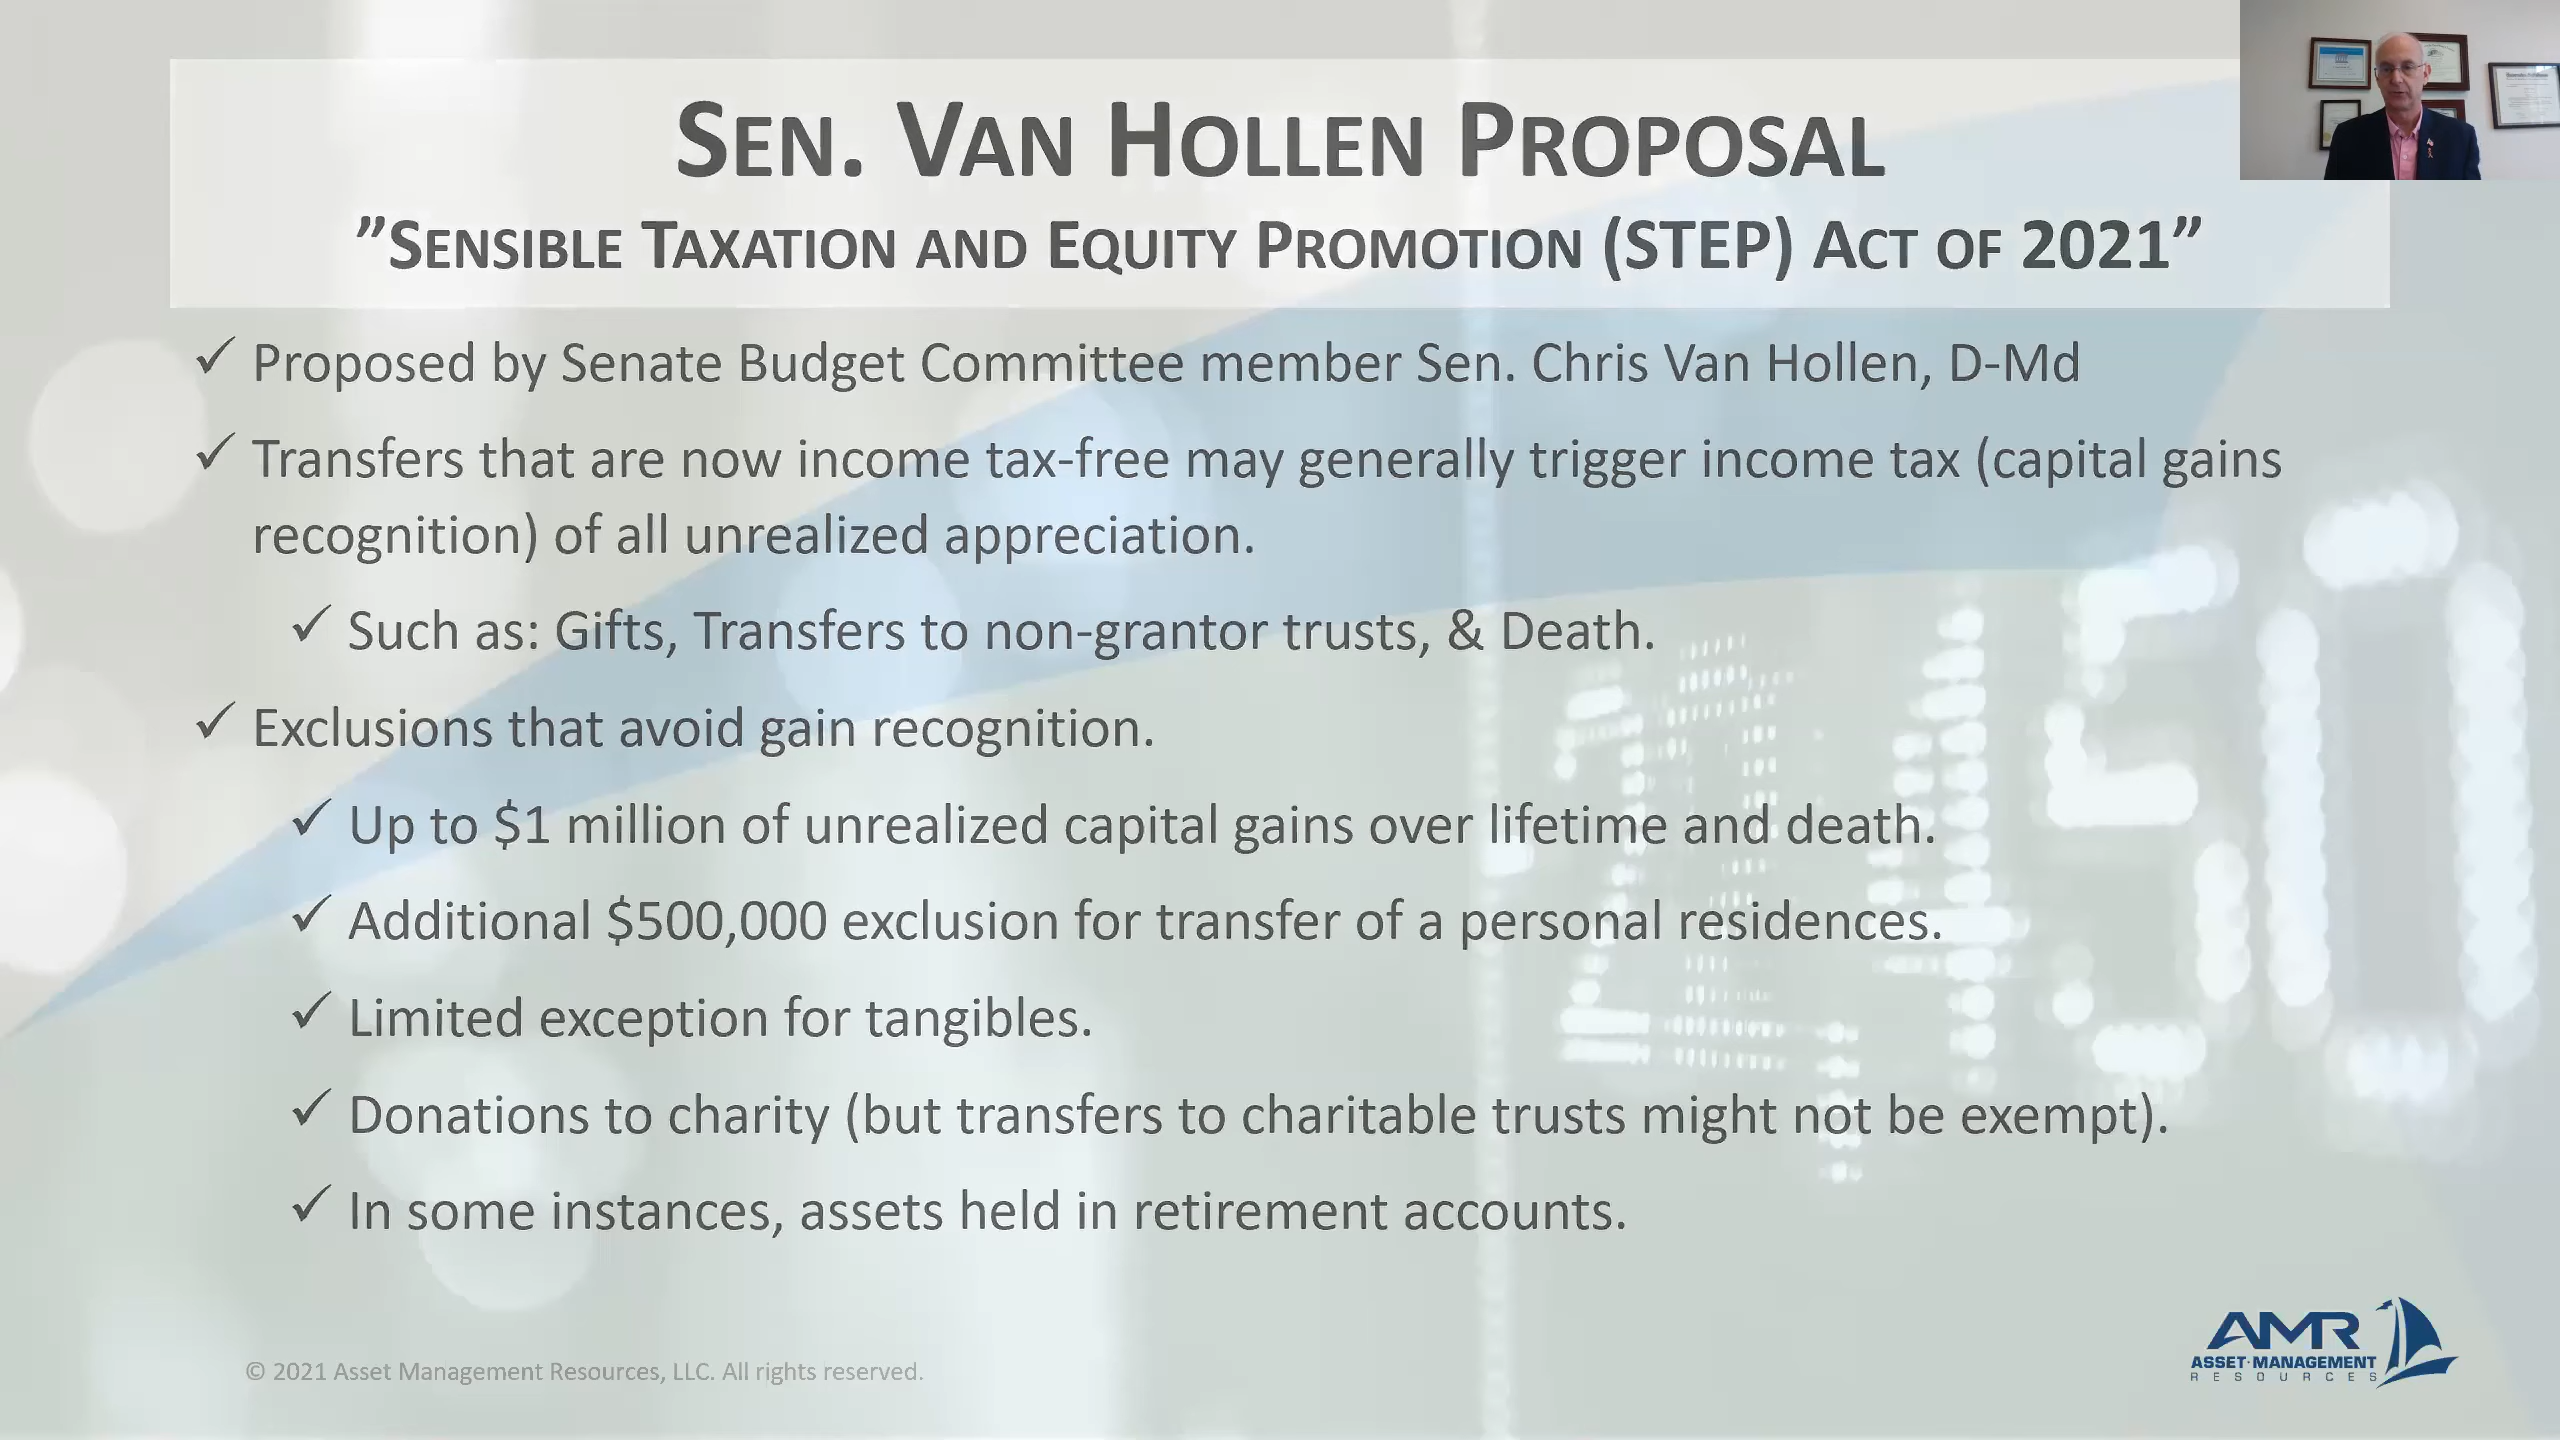 SEN. VAN HOLLEN PROPOSAL
”SENSIBLE TAXATION AND EQUITY PROMOTION (STEP) ACT OF 2021”
✓ Proposed by Senate Budget Committee member Sen. Chris Van Hollen, D-Md
✓ Transfers that are now income tax-free may generally trigger income tax (capital gains
recognition) of all unrealized appreciation.
✓ Such as: Gifts, Transfers to non-grantor trusts, & Death.
✓ Exclusions that avoid gain recognition.
✓ Up to $1 million of unrealized capital gains over lifetime and death.
✓ Additional $500,000 exclusion for transfer of a personal residences.
✓ Limited exception for tangibles.
✓ Donations to charity (but transfers to charitable trusts might not be exempt).
✓ In some instances, assets held in retirement accounts.
© 2021 Asset Management Resources, LLC. All rights reserved.
AMR
ASSET·MANAGEMENT
RESOURCES